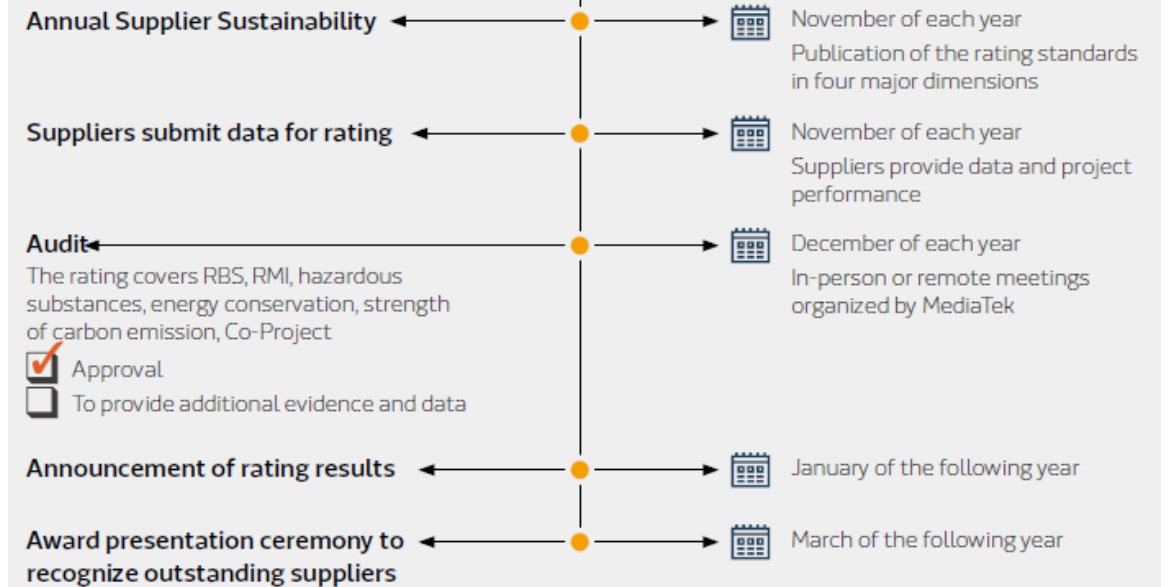 Annual Supplier Sustainability
November of each year
Publication of the rating standards
in four major dimensions
Suppliers submit data for rating
November of each year
Suppliers provide data and project
performance
Audit
The rating covers RBS, RMI, hazardous
substances, energy conservation, strength
of carbon emission, Co-Project
Approval
To provide additional evidence and data
December of each year
In-person or remote meetings
organized by MediaTek
Announcement of rating results
January of the following year
Award presentation ceremony to
recognize outstanding suppliers
March of the following year